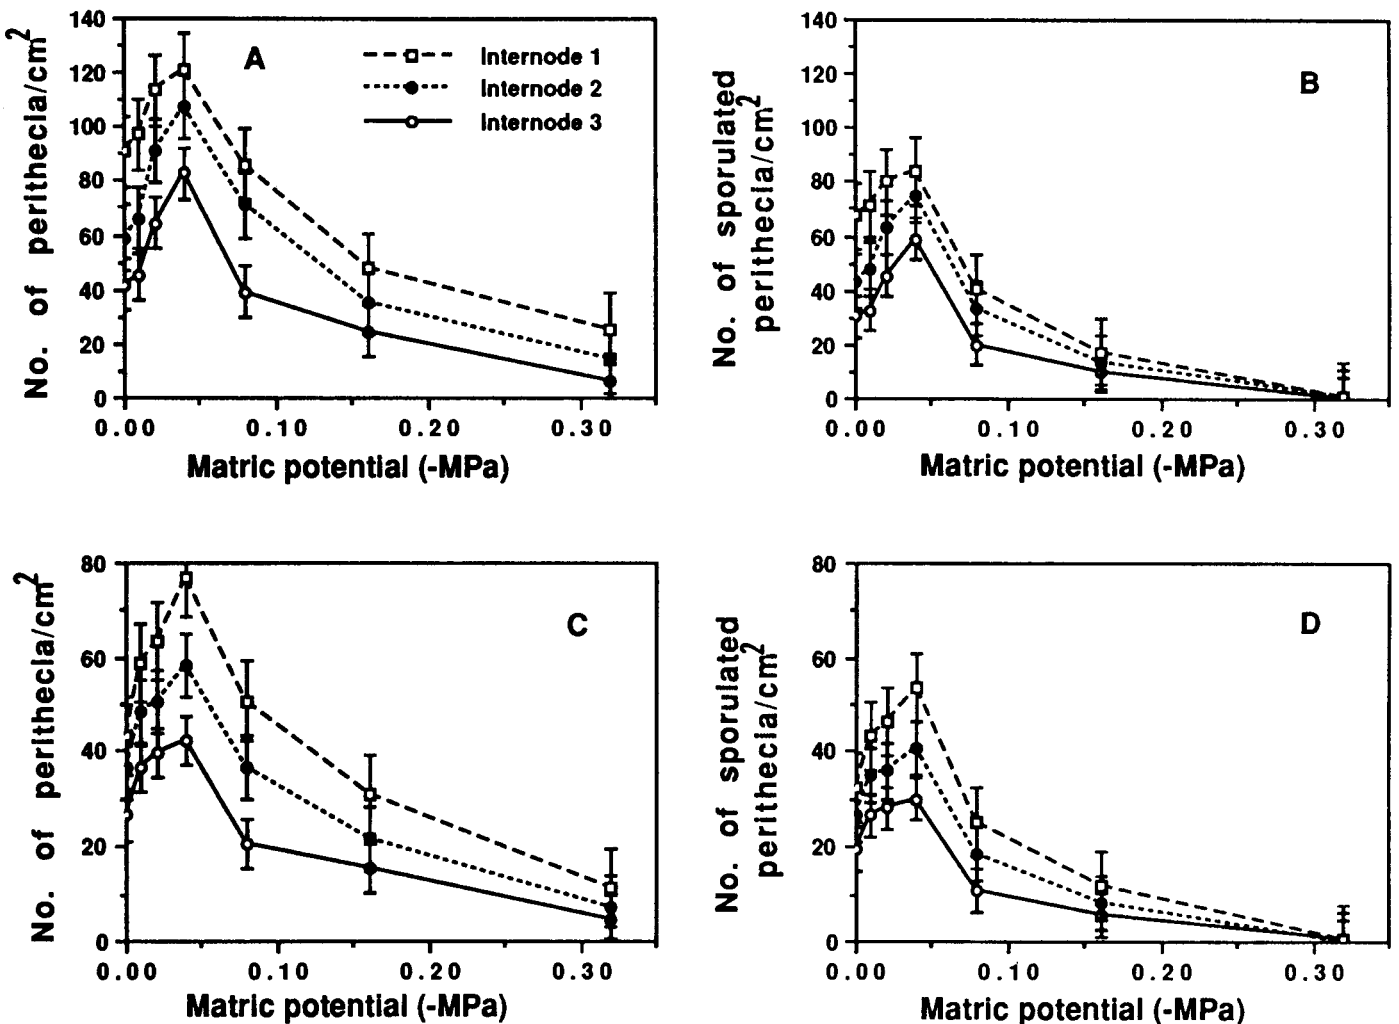 No. of perithecia/cm2
140
120
100
80
60
40
20
0
A
Internode 1
Internode 2
Internode 3
0.00 0.10 0.20 0.30
Matric potential (-MPa)
No. of sporulated
perithecia/cm2
140
120
100
80
60
40
20
0
B
0.00 0.10 0.20 0.30
Matric potential (-MPa)
No. of perithecia/cm2
80
60
40
20
0
C
0.00 0.10 0.20 0.30
Matric potential (-MPa)
No. of sporulated
perithecia/cm2
80
60
40
20
0
D
0.00 0.10 0.20 0.30
Matric potential (-MPa)